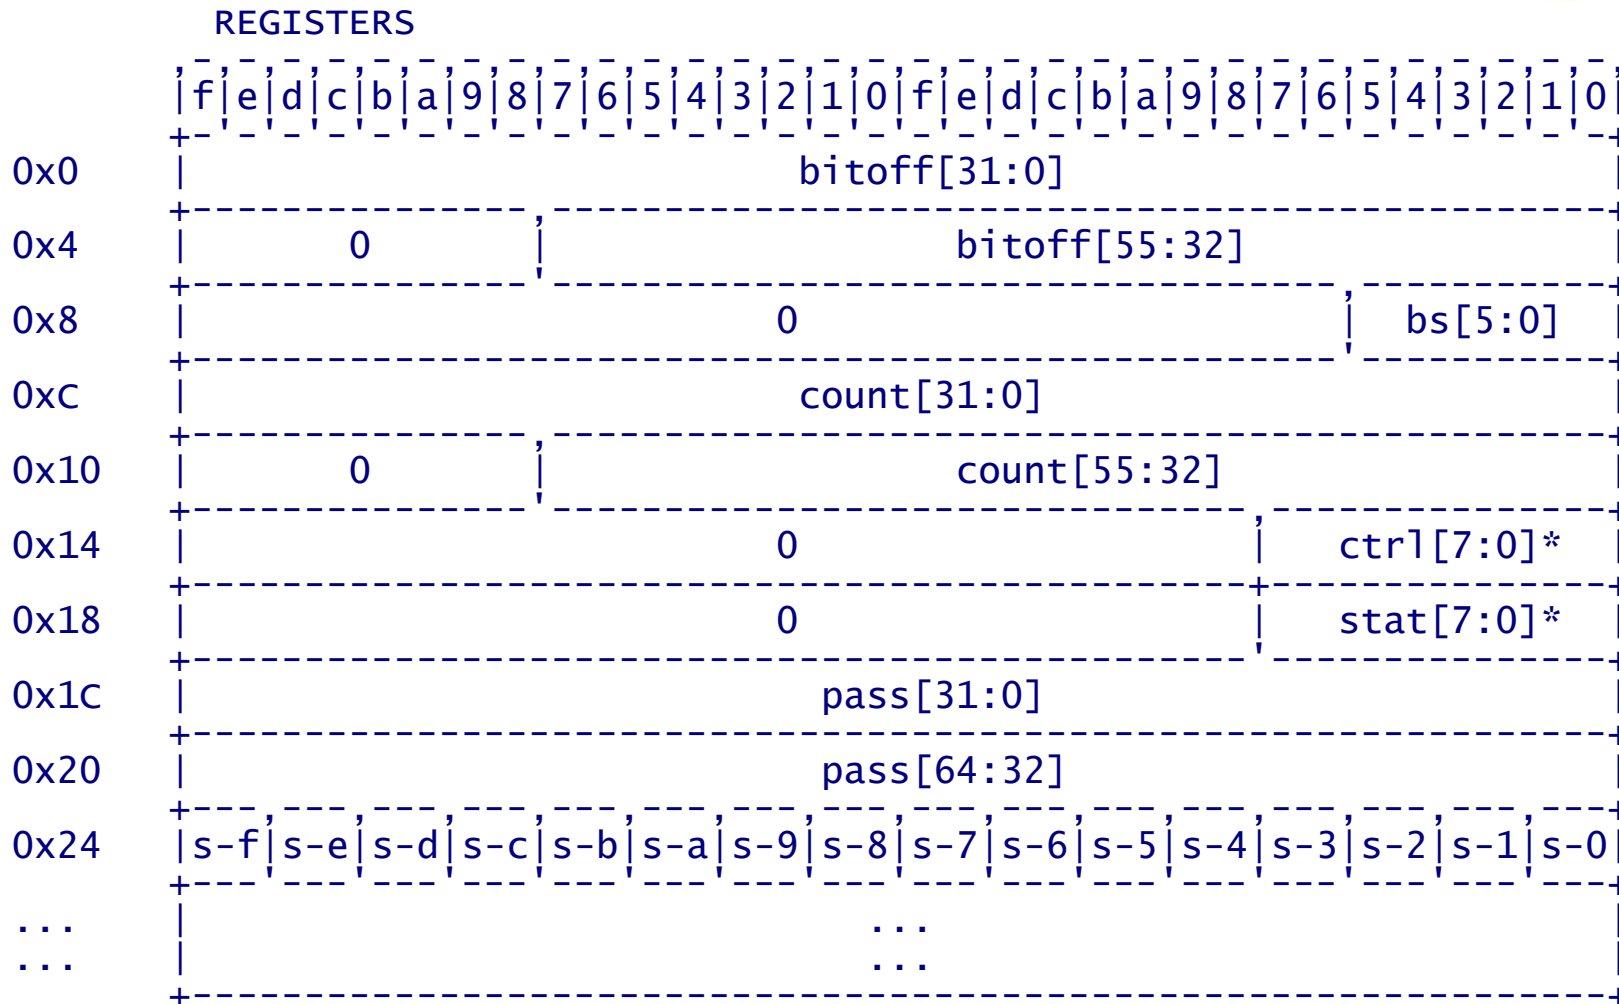 REGISTERS
,-,-,-,-,-,-,-,-,-,-,-,-,-,-,-,-,-,-,-,-,-,-,-,-,-,-,-,-,-,-,-,-,
|f|e|d|c|b|a|9|8|7|6|5|4|3|2|1|0|f|e|d|c|b|a|9|8|7|6|5|4|3|2|1|0|
+-'-'-'-'-'-'-'-'-'-'-'-'-'-'-'-'-'-'-'-'-'-'-'-'-'-'-'-'-'-'-'-+
0x0 | bitoff[31:0] |
+---------------,-----------------------------------------------+
0x4 | 0 | bitoff[55:32] |
+---------------'-----------------------------------,-----------+
0x8 | 0 | bs[5:0] |
+---------------------------------------------------'-----------+
0xC | count[31:0] |
+---------------,-----------------------------------------------+
0x10 | 0 | count[55:32] |
+---------------'-------------------------------,---------------+
0x14 | 0 | ctrl[7:0]* |
+-----------------------------------------------+---------------+
0x18 | 0 | stat[7:0]* |
+-----------------------------------------------'---------------+
0x1C | pass[31:0] |
+---------------------------------------------------------------+
0x20 | pass[64:32] |
+---,---,---,---,---,---,---,---,---,---,---,---,---,---,---,---+
0x24 |s-f|s-e|s-d|s-c|s-b|s-a|s-9|s-8|s-7|s-6|s-5|s-4|s-3|s-2|s-1|s-0|
+---'---'---'---'---'---'---'---'---'---'---'---'---'---'---'---+
... | ... |
... | ... |
+---------------------------------------------------------------+